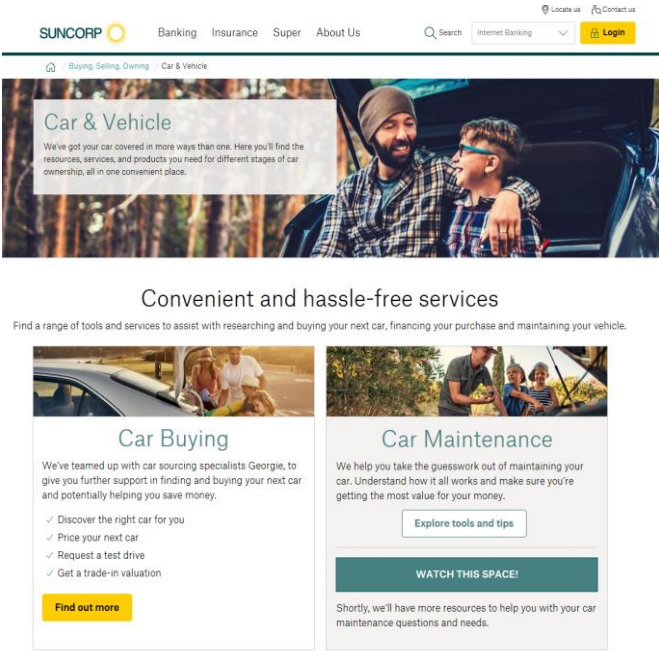 Locate us Contact us
SUNCORP Banking Insurance Super About Us Search Internet Banking Login
/ Buying, Selling, Owning / Car & Vehicle
Car & Vehicle
We've got your car covered in more ways than one. Here you'll find the
resources, services, and products you need for different stages of car
ownership, all in one convenient place.
Convenient and hassle-free services
Find a range of tools and services to assist with researching and buying your next car, financing your purchase and maintaining your vehicle.
Car Buying
We've teamed up with car sourcing specialists Georgie, to
give you further support in finding and buying your next car
and potentially helping you save money.
Discover the right car for you
Price your next car
Request a test drive
Get a trade-in valuation
Find out more
Car Maintenance
We help you take the guesswork out of maintaining your
car. Understand how it all works and make sure you're
getting the most value for your money.
Explore tools and tips
WATCH THIS SPACE!
Shortly, we'll have more resources to help you with your car
maintenance questions and needs.